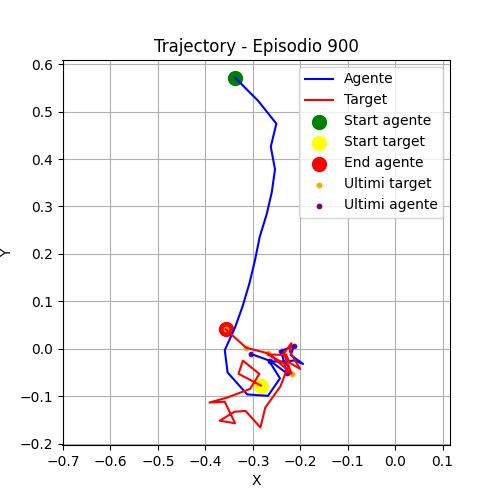 Trajectory - Episodio 900
0.6
0.5
0.4
0.3
0.2
0.1
0.0
−0.1
−0.2
Y
Agente
Target
Start agente
Start target
End agente
Ultimi target
Ultimi agente
−0.7 −0.6 −0.5 −0.4 −0.3 −0.2 −0.1 0.0 0.1
X